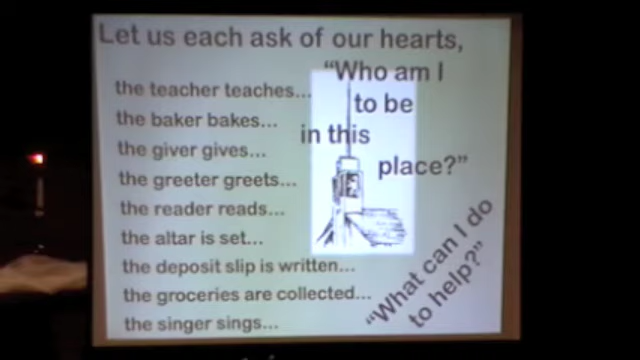 Let us each ask of our hearts,
"Who am I
to be
in this
place?"
the teacher teaches...
the baker bakes...
the giver gives...
the greeter greets...
the reader reads...
the altar is set...
the deposit slip is written...
the groceries are collected...
the singer sings...
"What can I do
to help?"